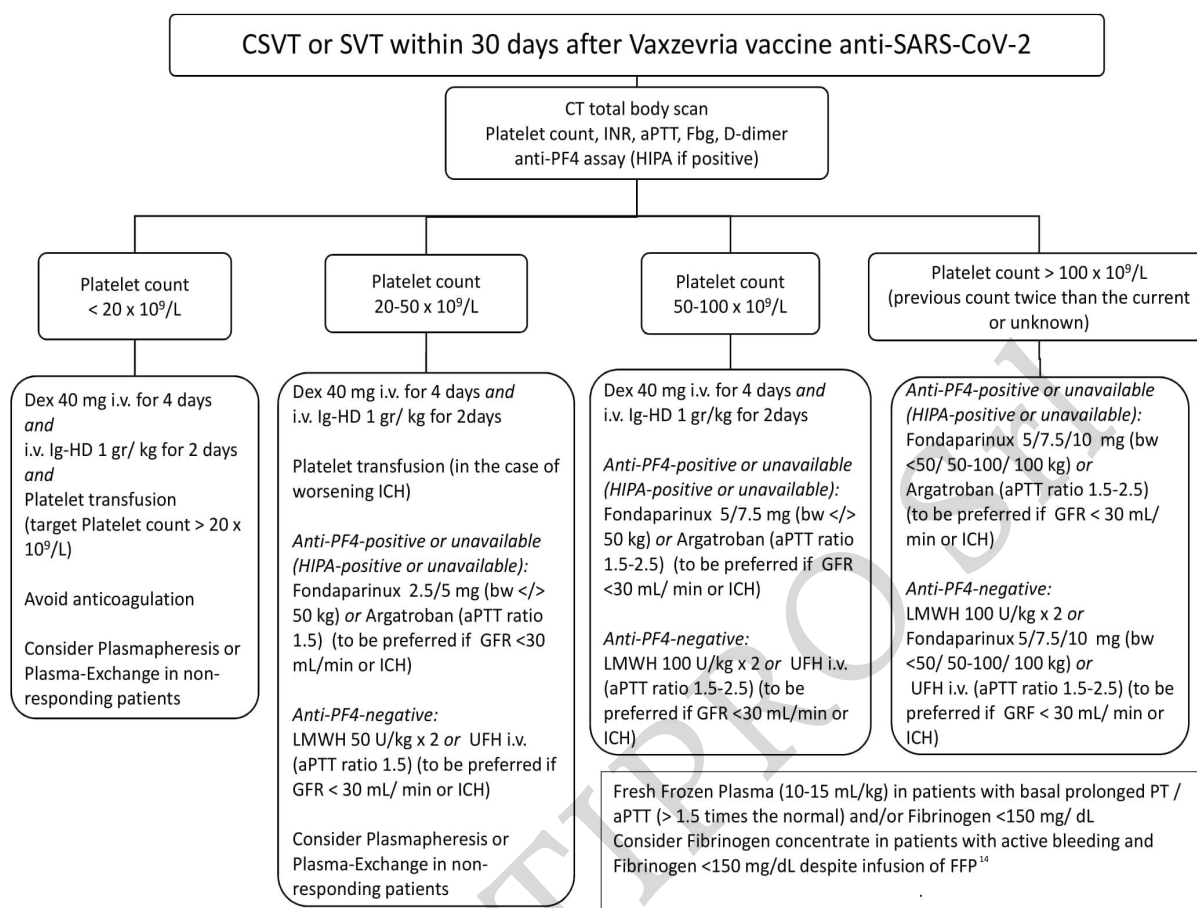 CSVT or SVT within 30 days after Vaxzevria vaccine anti-SARS-CoV-2
CT total body scan
Platelet count, INR, aPTT, Fbg, D-dimer
anti-PF4 assay (HIPA if positive)
Platelet count
< 20 x 10⁹/L
Platelet count
20-50 x 10⁹/L
Platelet count
50-100 x 10⁹/L
Platelet count > 100 x 10⁹/L
(previous count twice than the current
or unknown)
Dex 40 mg i.v. for 4 days
and
i.v. Ig-HD 1 gr/ kg for 2 days
and
Platelet transfusion
(target Platelet count > 20 x
10⁹/L)
Avoid anticoagulation
Consider Plasmapheresis or
Plasma-Exchange in non-
responding patients
Dex 40 mg i.v. for 4 days and
i.v. Ig-HD 1 gr/ kg for 2days
Platelet transfusion (in the case of
worsening ICH)
Anti-PF4-positive or unavailable
(HIPA-positive or unavailable):
Fondaparinux 2.5/5 mg (bw </>
50 kg) or Argatroban (aPTT ratio
1.5) (to be preferred if GFR <30
mL/min or ICH)
Anti-PF4-negative:
LMWH 50 U/kg x 2 or UFH i.v.
(aPTT ratio 1.5) (to be preferred if
GFR < 30 mL/ min or ICH)
Consider Plasmapheresis or
Plasma-Exchange in non-
responding patients
Dex 40 mg i.v. for 4 days and
i.v. Ig-HD 1 gr/kg for 2days
Anti-PF4-positive or unavailable
(HIPA-positive or unavailable):
Fondaparinux 5/7.5 mg (bw </>
50 kg) or Argatroban (aPTT ratio
1.5-2.5) (to be preferred if GFR
<30 mL/ min or ICH)
Anti-PF4-negative:
LMWH 100 U/kg x 2 or UFH i.v.
(aPTT ratio 1.5-2.5) (to be
preferred if GFR <30 mL/min or
ICH)
Anti-PF4-positive or unavailable
(HIPA-positive or unavailable):
Fondaparinux 5/7.5/10 mg (bw
<50/ 50-100/ 100 kg) or
Argatroban (aPTT ratio 1.5-2.5)
(to be preferred if GFR < 30 mL/
min or ICH)
Anti-PF4-negative:
LMWH 100 U/kg x 2 or
Fondaparinux 5/7.5/10 mg (bw
<50/ 50-100/ 100 kg) or
UFH i.v. (aPTT ratio 1.5-2.5) (to be
preferred if GRF < 30 mL/ min or
ICH)
Fresh Frozen Plasma (10-15 mL/kg) in patients with basal prolonged PT /
aPTT (> 1.5 times the normal) and/or Fibrinogen <150 mg/ dL
Consider Fibrinogen concentrate in patients with active bleeding and
Fibrinogen <150 mg/dL despite infusion of FFP¹⁴
.
TIPRO Srl